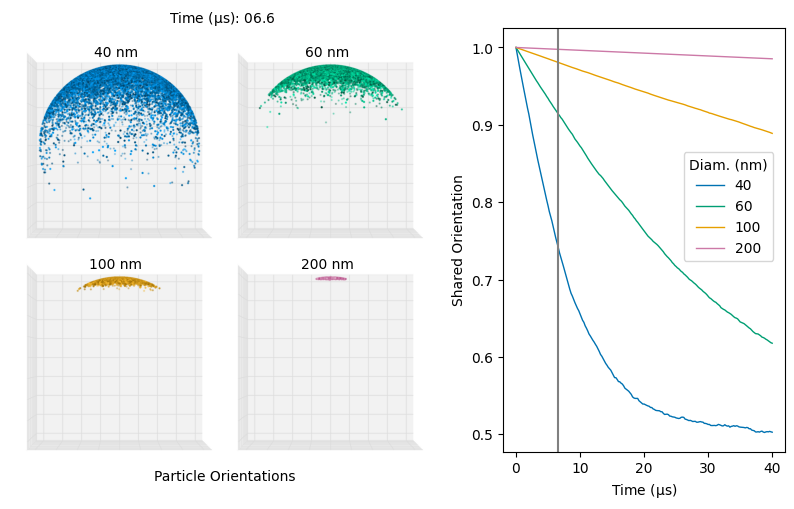 Time (µs): 06.6
40 nm
60 nm
100 nm
200 nm
Particle Orientations
1.0
0.9
0.8
0.7
0.6
0.5
Shared Orientation
Diam. (nm)
40
60
100
200
0 10 20 30 40
Time (µs)